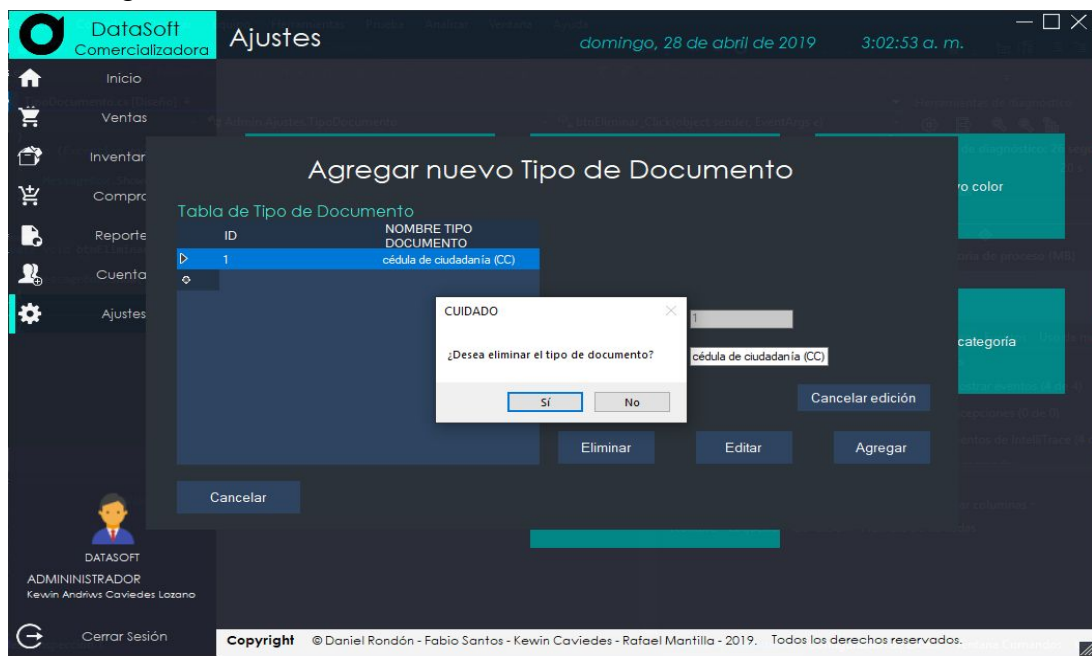 DataSoft
Comercializadora
Ajustes
domingo, 28 de abril de 2019
3:02:53 a. m.
Inicio
Ventas
Inventar
Compra
Reporte
Cuenta
Ajustes
Agregar nuevo Tipo de Documento
Tabla de Tipo de Documento
ID
NOMBRE TIPO
DOCUMENTO
1
cédula de ciudadanía (CC)
CUIDADO
¿Desea eliminar el tipo de documento?
Sí
No
1
cédula de ciudadanía (CC)
Cancelar edición
Eliminar
Editar
Agregar
Cancelar
o color
categoría
DATASOFT
ADMININISTRADOR
Kewin Andriws Caviedes Lozano
Cerrar Sesión
Copyright © Daniel Rondón - Fabio Santos - Kewin Caviedes - Rafael Mantilla - 2019. Todos los derechos reservados.